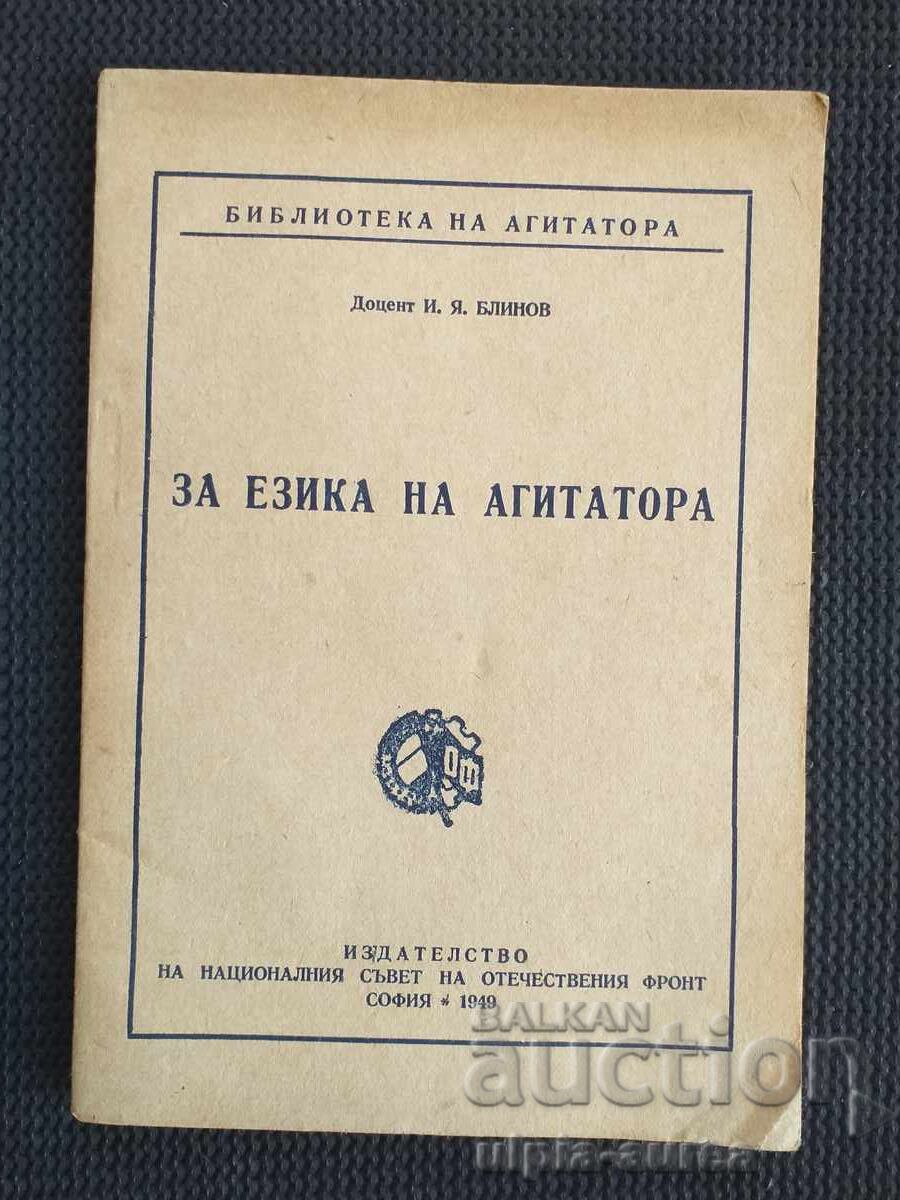 БИБЛИОТЕКА НА АГИТАТОРА
Доцент И. Я. БЛИНОВ
ЗА ЕЗИКА НА АГИТАТОРА
ОФ
ИЗДАТЕЛСТВО
НА НАЦИОНАЛНИЯ СЪВЕТ НА ОТЕЧЕСТВЕНИЯ ФРОНТ
СОФИЯ * 1949
BALKAN
auction
ulpia-aurea